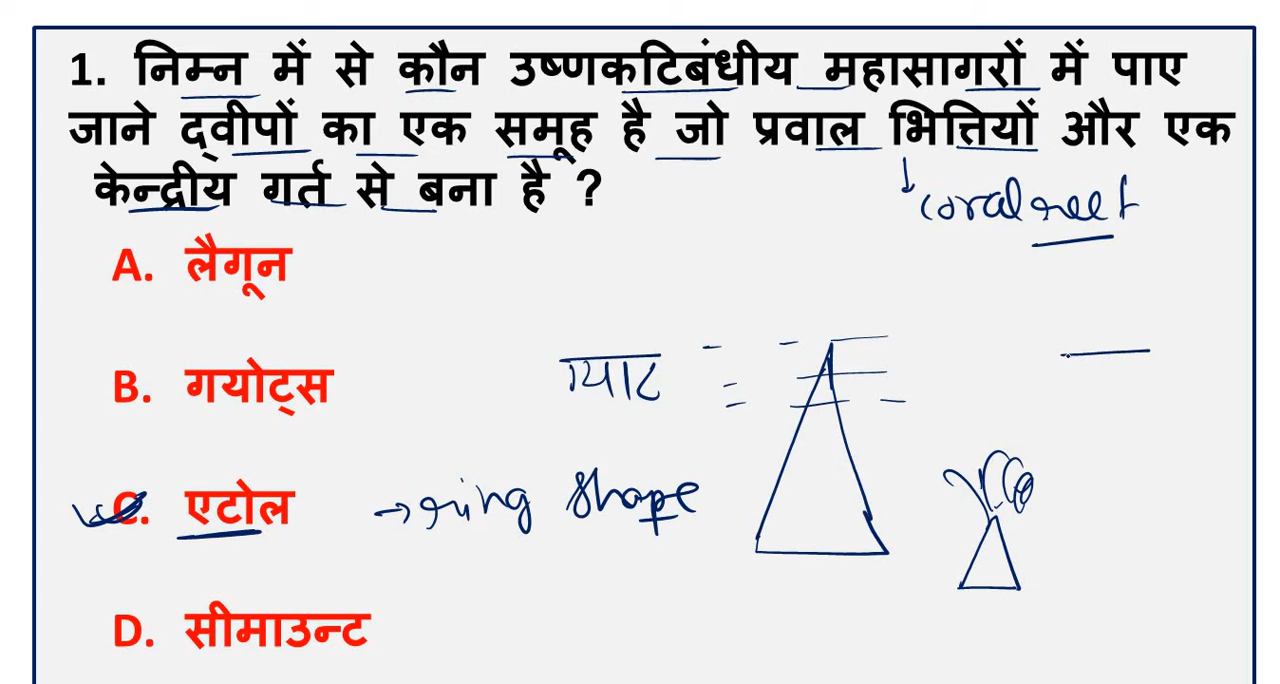 1. निम्न में से कौन उष्णकटिबंधीय महासागरों में पाए
जाने द्वीपों का एक समूह है जो प्रवाल भित्तियों और एक
केन्द्रीय गर्त से बना है ?
coral reef
A. लैगून
B. गयोट्स
ग्याट
C. एटोल
→ ring shape
D. सीमाउन्ट